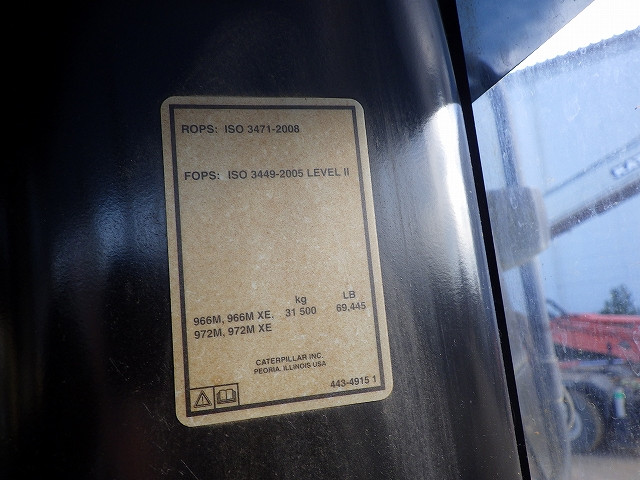 ROPS: ISO 3471-2008
FOPS: ISO 3449-2005 LEVEL II
kg LB
966M, 966M XE. 31 500 69,445
972M, 972M XE
CATERPILLAR INC.
PEORIA, ILLINOIS USA
443-4915 1